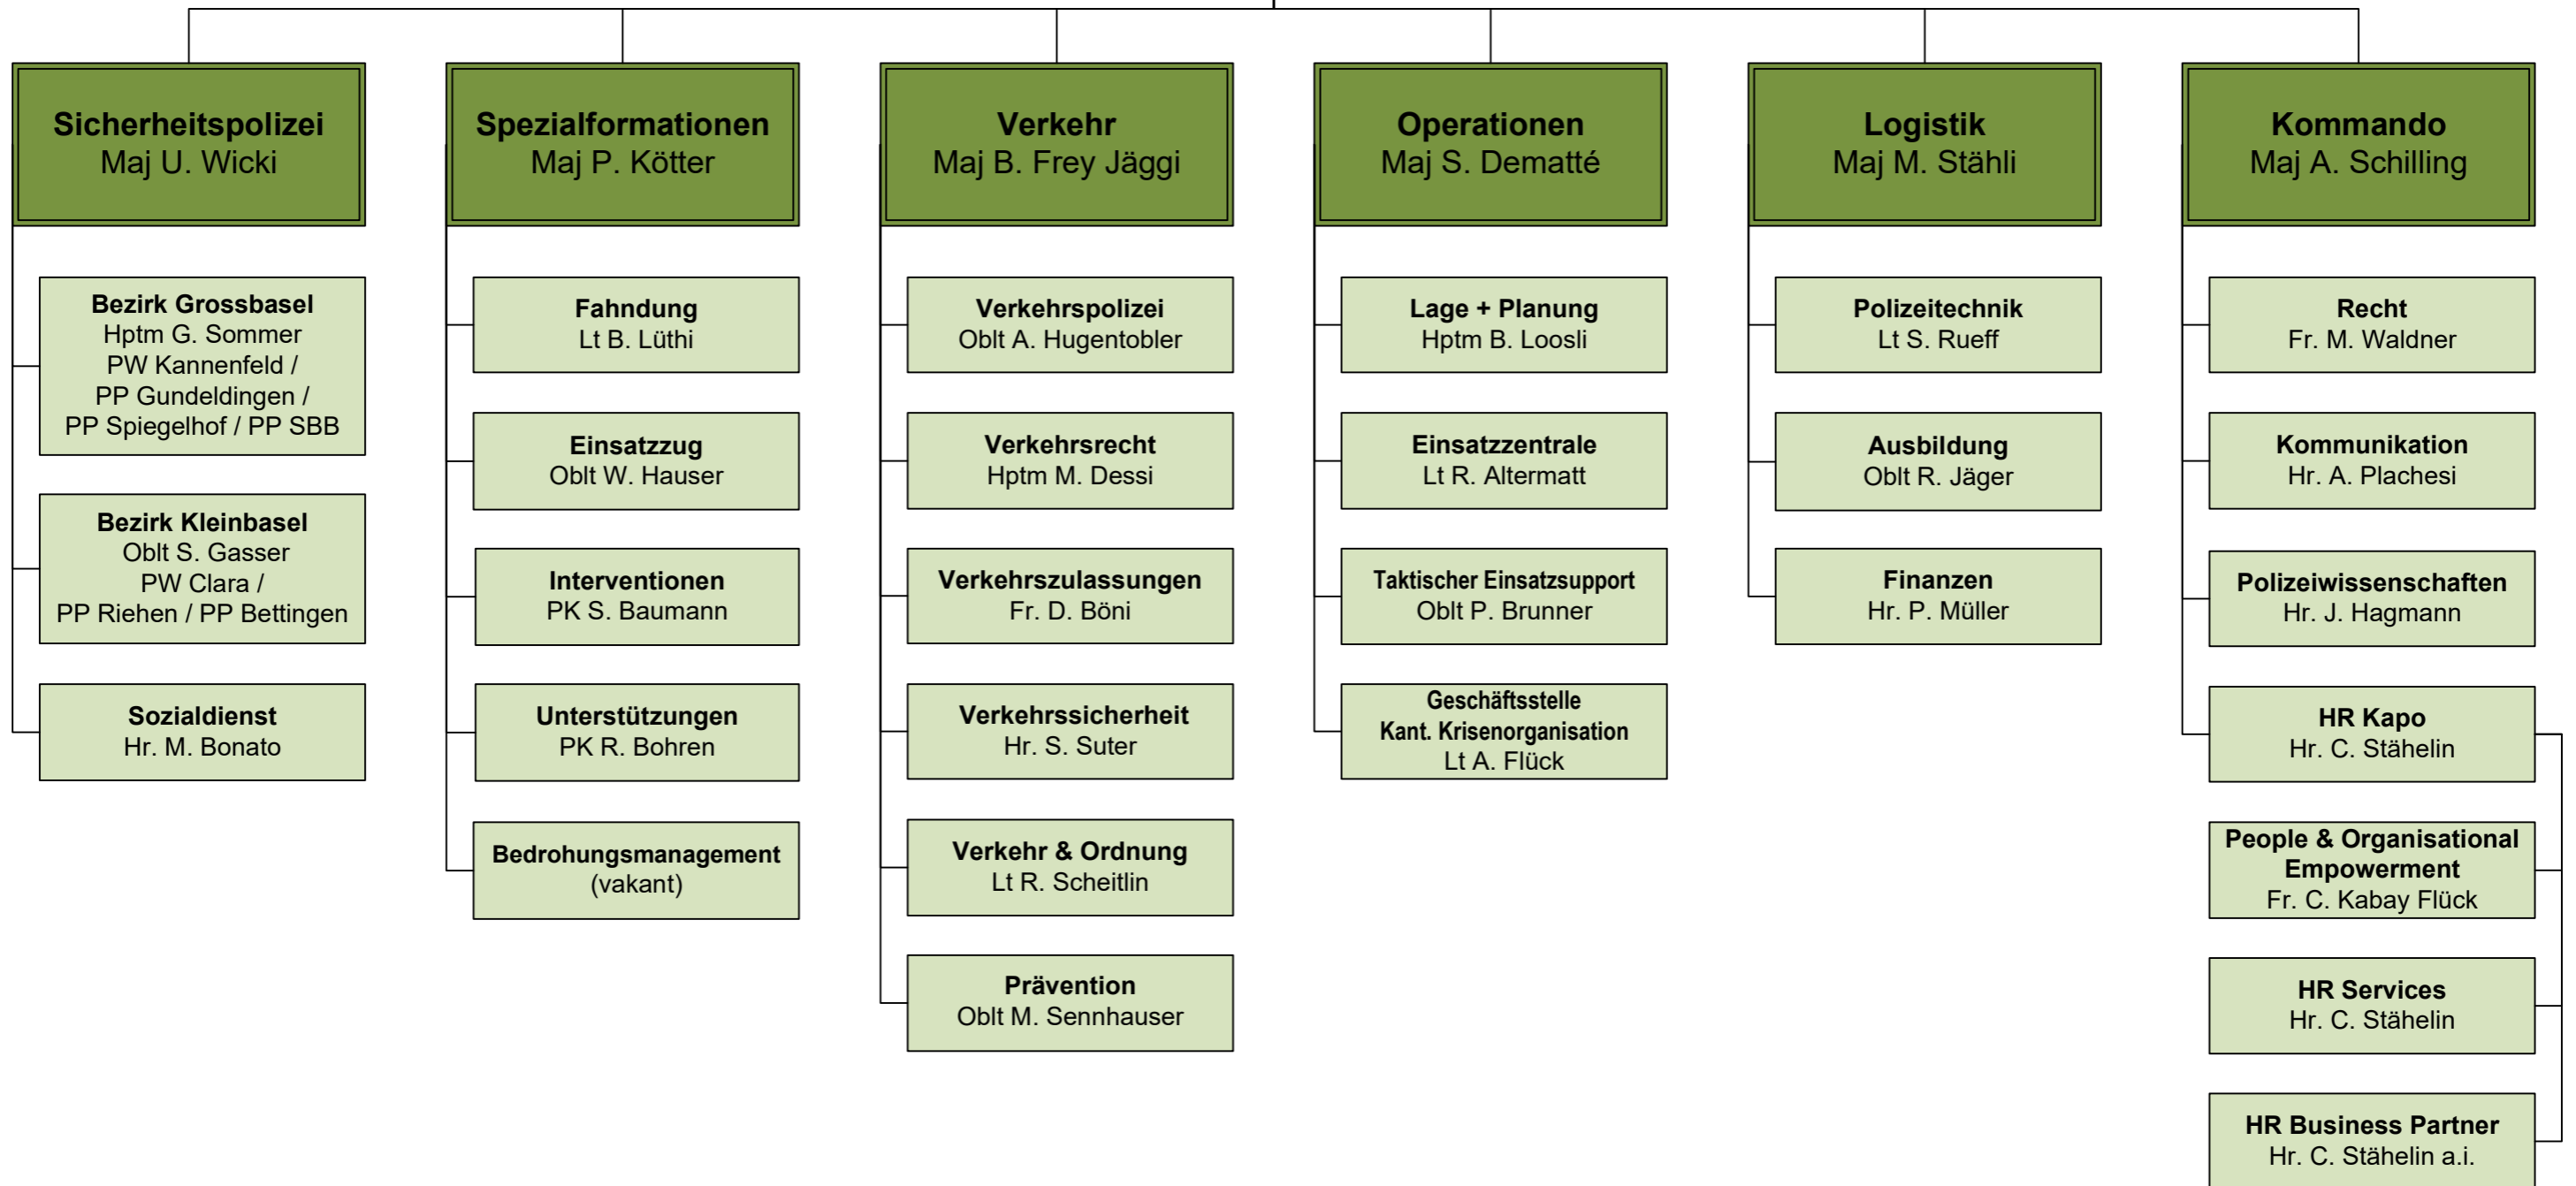 Sicherheitspolizei
Maj U. Wicki
Bezirk Grossbasel
Hptm G. Sommer
PW Kannenfeld /
PP Gundeldingen /
PP Spiegelhof / PP SBB
Bezirk Kleinbasel
Oblt S. Gasser
PW Clara /
PP Riehen / PP Bettingen
Sozialdienst
Hr. M. Bonato
Spezialformationen
Maj P. Kötter
Fahndung
Lt B. Lüthi
Einsatzzug
Oblt W. Hauser
Interventionen
PK S. Baumann
Unterstützungen
PK R. Bohren
Bedrohungsmanagement
(vakant)
Verkehr
Maj B. Frey Jäggi
Verkehrspolizei
Oblt A. Hugentobler
Verkehrsrecht
Hptm M. Dessi
Verkehrszulassungen
Fr. D. Böni
Verkehrssicherheit
Hr. S. Suter
Verkehr & Ordnung
Lt R. Scheitlin
Prävention
Oblt M. Sennhauser
Operationen
Maj S. Dematté
Lage + Planung
Hptm B. Loosli
Einsatzzentrale
Lt R. Altermatt
Taktischer Einsatzsupport
Oblt P. Brunner
Geschäftsstelle
Kant. Krisenorganisation
Lt A. Flück
Logistik
Maj M. Stähli
Polizeitechnik
Lt S. Rueff
Ausbildung
Oblt R. Jäger
Finanzen
Hr. P. Müller
Kommando
Maj A. Schilling
Recht
Fr. M. Waldner
Kommunikation
Hr. A. Plachesi
Polizeiwissenschaften
Hr. J. Hagmann
HR Kapo
Hr. C. Stähelin
People & Organisational
Empowerment
Fr. C. Kabay Flück
HR Services
Hr. C. Stähelin
HR Business Partner
Hr. C. Stähelin a.i.